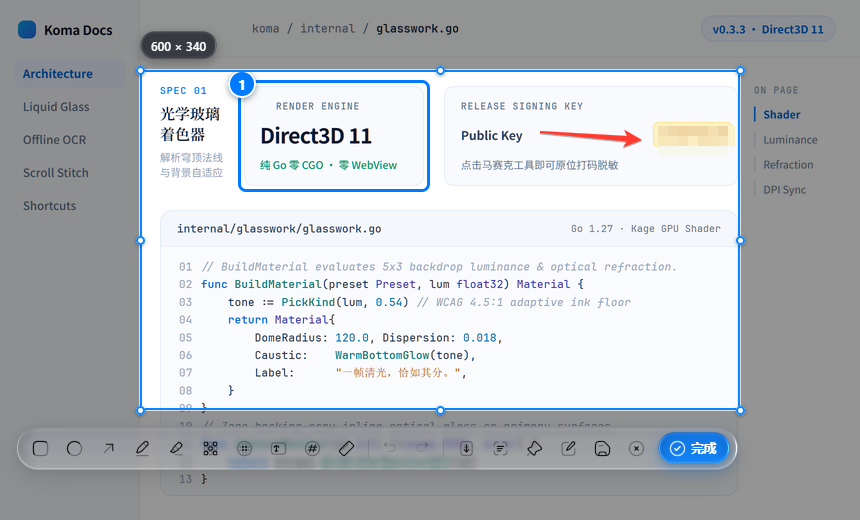 Koma Docs
Architecture
Liquid Glass
Offline OCR
Scroll Stitch
Shortcuts
koma / internal / glasswork.go
v0.3.3 • Direct3D 11
600 × 340
SPEC 01
光学玻璃
着色器
解析穹顶法线
与背景自适应
1
RENDER ENGINE
Direct3D 11
纯 Go 零 CGO · 零 WebView
RELEASE SIGNING KEY
Public Key
点击马赛克工具即可原位打码脱敏
ON PAGE
Shader
Luminance
Refraction
DPI Sync
internal/glasswork/glasswork.go
Go 1.27 · Kage GPU Shader
01 // BuildMaterial evaluates 5x3 backdrop luminance & optical refraction.
02 func BuildMaterial(preset Preset, lum float32) Material {
03 tone := PickKind(lum, 0.54) // WCAG 4.5:1 adaptive ink floor
04 return Material{
05 DomeRadius: 120.0, Dispersion: 0.018,
06 Caustic: WarmBottomGlow(tone),
07 Label: "一帧清光，恰如其分。",
08 }
09 }
13 }
完成